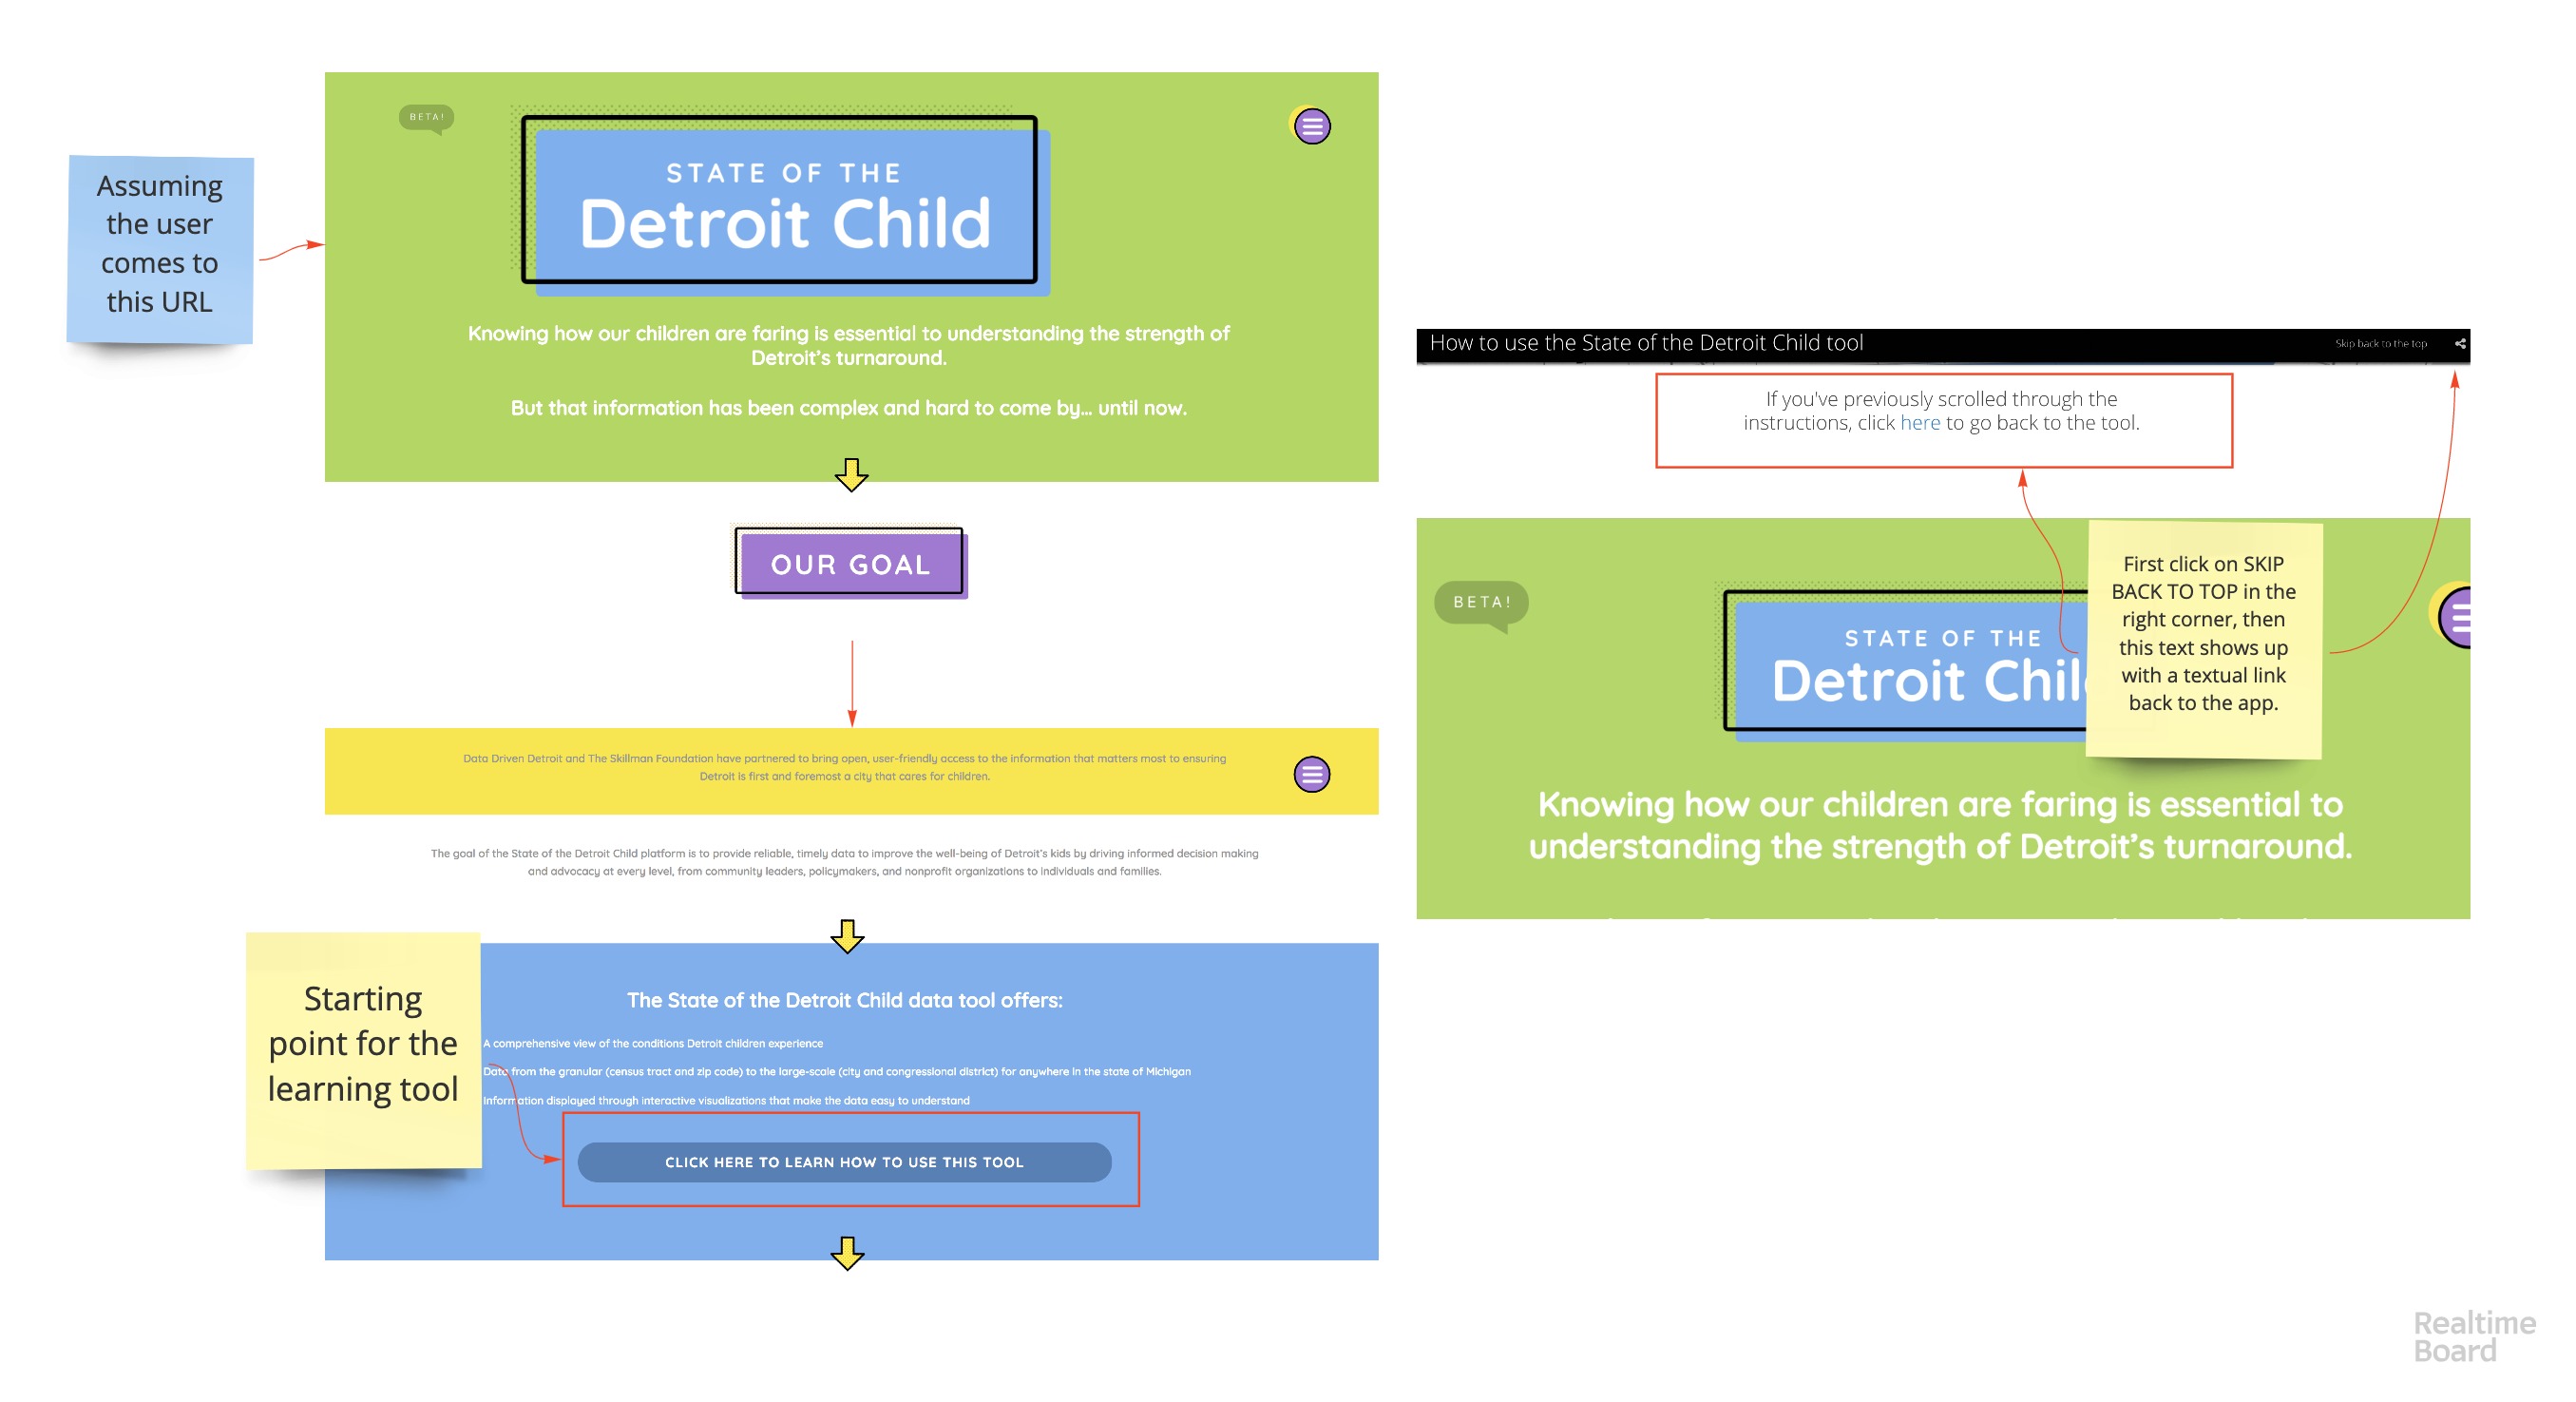 Assuming
the user
comes to
this URL
BETA!
STATE OF THE
Detroit Child
Knowing how our children are faring is essential to understanding the strength of
Detroit's turnaround.
But that information has been complex and hard to come by... until now.
OUR GOAL
Data Driven Detroit and The Skillman Foundation have partnered to bring open, user-friendly access to the information that matters most to ensuring
Detroit is first and foremost a city that cares for children.
The goal of the State of the Detroit Child platform is to provide reliable, timely data to improve the well-being of Detroit's kids by driving informed decision making
and advocacy at every level, from community leaders, policymakers, and nonprofit organizations to individuals and families.
Starting
point for the
learning tool
The State of the Detroit Child data tool offers:
A comprehensive view of the conditions Detroit children experience
Data from the granular (census tract and zip code) to the large-scale (city and congressional district) for anywhere in the state of Michigan
Information displayed through interactive visualizations that make the data easy to understand
CLICK HERE TO LEARN HOW TO USE THIS TOOL
How to use the State of the Detroit Child tool
Skip back to the top
If you've previously scrolled through the
instructions, click here to go back to the tool.
BETA!
STATE OF THE
Detroit Chil
First click on SKIP
BACK TO TOP in the
right corner, then
this text shows up
with a textual link
back to the app.
Knowing how our children are faring is essential to
understanding the strength of Detroit's turnaround.
Realtime
Board